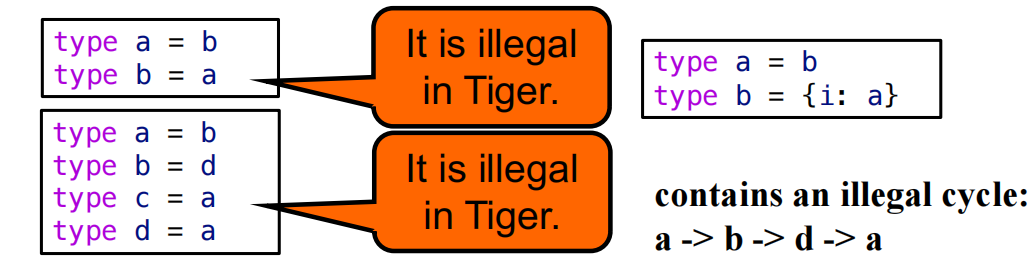 type a = b
type b = a
It is illegal
in Tiger.
type a = b
type b = {i: a}
type a = b
type b = d
type c = a
type d = a
It is illegal
in Tiger.
contains an illegal cycle:
a -> b -> d -> a